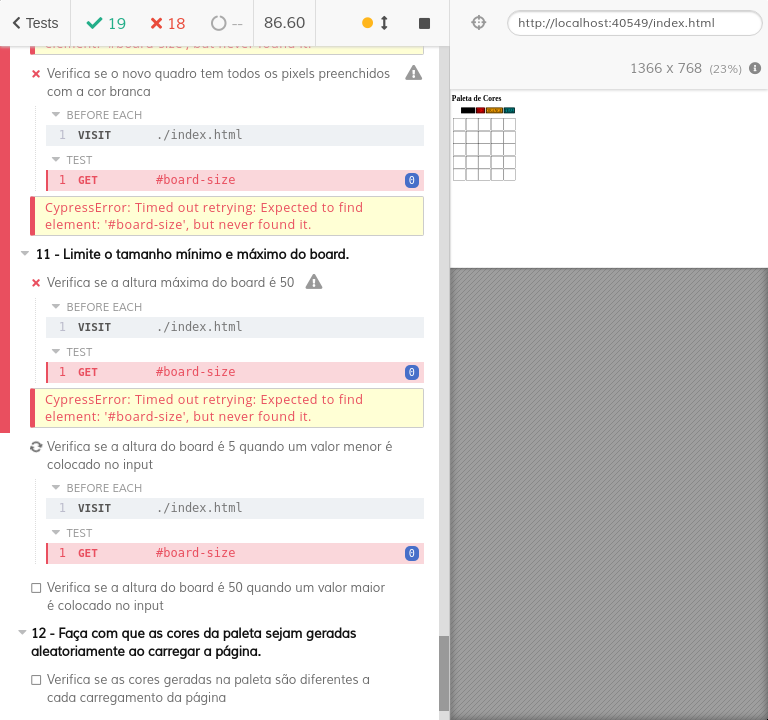 Tests 19 18 -- 86.60
http://localhost:40549/index.html
1366 x 768 (23%)
element: '#board-size', but never found it.
Verifica se o novo quadro tem todos os pixels preenchidos
com a cor branca
BEFORE EACH
1 VISIT ./index.html
TEST
1 GET #board-size 0
CypressError: Timed out retrying: Expected to find
element: '#board-size', but never found it.
11 - Limite o tamanho mínimo e máximo do board.
Verifica se a altura máxima do board é 50
BEFORE EACH
1 VISIT ./index.html
TEST
1 GET #board-size 0
CypressError: Timed out retrying: Expected to find
element: '#board-size', but never found it.
Verifica se a altura do board é 5 quando um valor menor é
colocado no input
BEFORE EACH
1 VISIT ./index.html
TEST
1 GET #board-size 0
Verifica se a altura do board é 50 quando um valor maior
é colocado no input
12 - Faça com que as cores da paleta sejam geradas
aleatoriamente ao carregar a página.
Verifica se as cores geradas na paleta são diferentes a
cada carregamento da página
Paleta de Cores